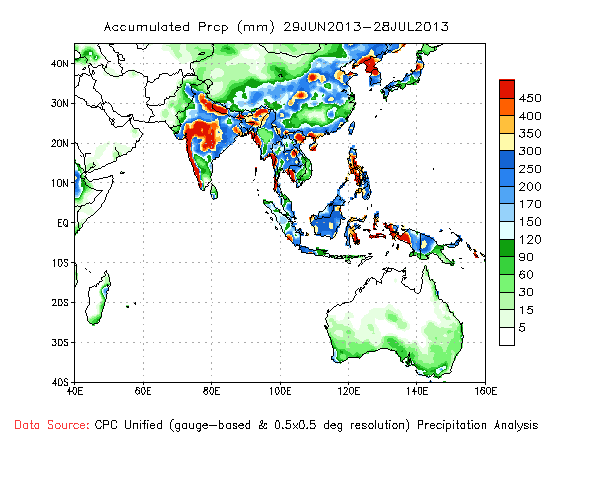 Accumulated Prcp (mm) 29JUN2013-28JUL2013
40N
30N
20N
10N
EQ
10S
20S
30S
40S
40E 60E 80E 100E 120E 140E 160E
450
400
350
300
250
200
170
150
120
90
60
30
15
5
Data Source: CPC Unified (gauge-based & 0.5x0.5 deg resolution) Precipitation Analysis